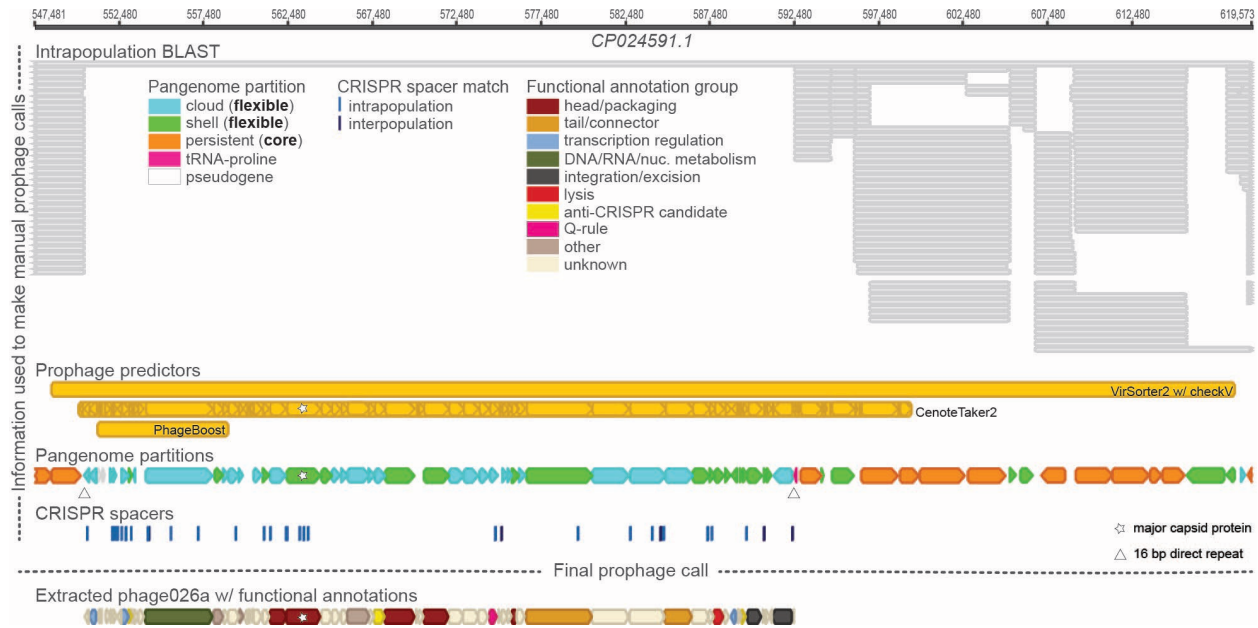 547,481 552,480 557,480 562,480 567,480 572,480 577,480 582,480 587,480 592,480 597,480 602,480 607,480 612,480 619,573
CP024591.1
Information used to make manual prophage calls
Intrapopulation BLAST
Pangenome partition
cloud (flexible)
shell (flexible)
persistent (core)
tRNA-proline
pseudogene
CRISPR spacer match
intrapopulation
interpopulation
Functional annotation group
head/packaging
tail/connector
transcription regulation
DNA/RNA/nuc. metabolism
integration/excision
lysis
anti-CRISPR candidate
Q-rule
other
unknown
Prophage predictors
VirSorter2 w/ checkV
CenoteTaker2
PhageBoost
Pangenome partitions
CRISPR spacers
major capsid protein
16 bp direct repeat
Final prophage call
Extracted phage026a w/ functional annotations